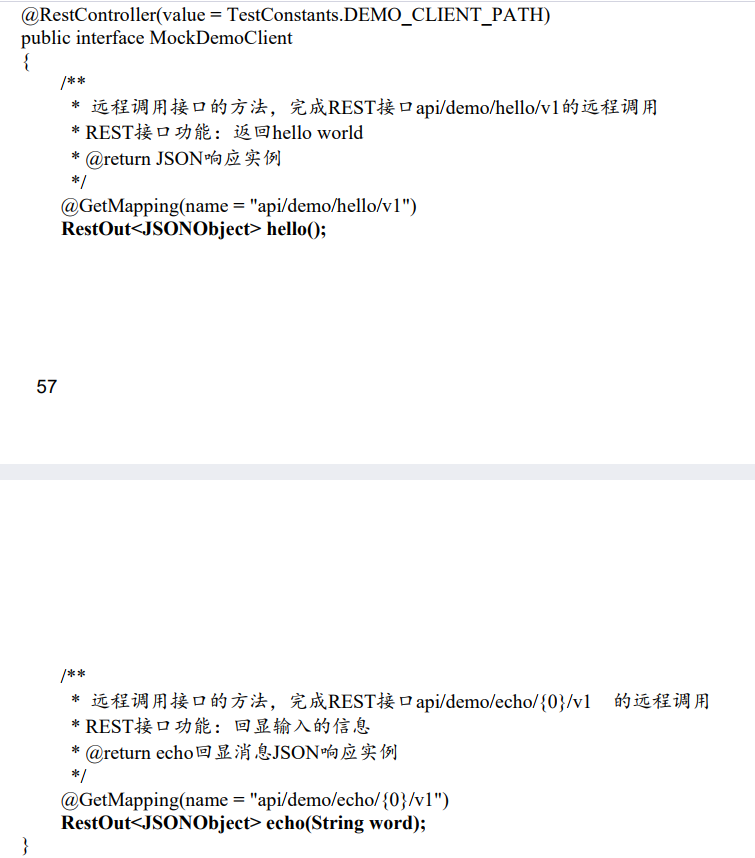 @RestController(value = TestConstants.DEMO_CLIENT_PATH)
public interface MockDemoClient
{
/**
* 远程调用接口的方法，完成REST接口api/demo/hello/v1的远程调用
* REST接口功能：返回hello world
* @return JSON响应实例
*/
@GetMapping(name = "api/demo/hello/v1")
RestOut<JSONObject> hello();
57
/**
* 远程调用接口的方法，完成REST接口api/demo/echo/{0}/v1 的远程调用
* REST接口功能：回显输入的信息
* @return echo回显消息JSON响应实例
*/
@GetMapping(name = "api/demo/echo/{0}/v1")
RestOut<JSONObject> echo(String word);
}